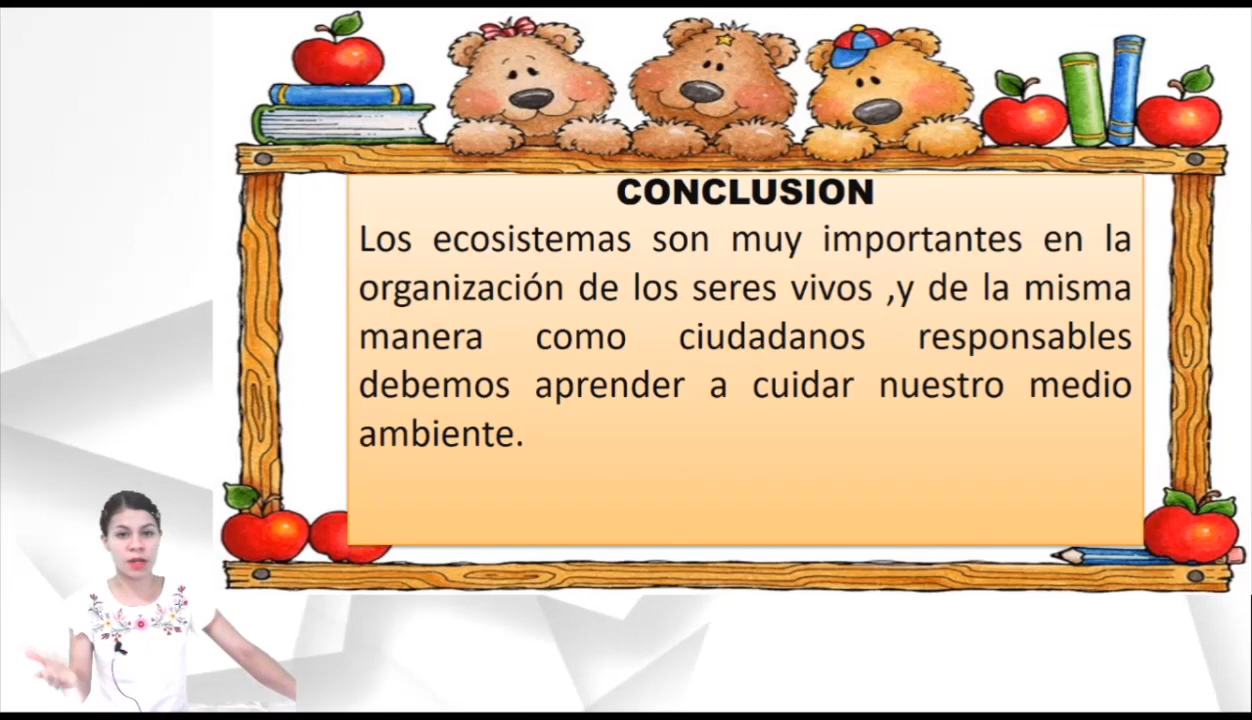 CONCLUSION
Los ecosistemas son muy importantes en la
organización de los seres vivos ,y de la misma
manera como ciudadanos responsables
debemos aprender a cuidar nuestro medio
ambiente.